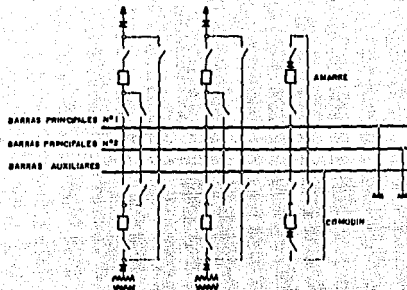 AMARRE
BARRAS PRINCIPALES Nº1
BARRAS PRINCIPALES Nº2
BARRAS AUXILIARES
COMODIN